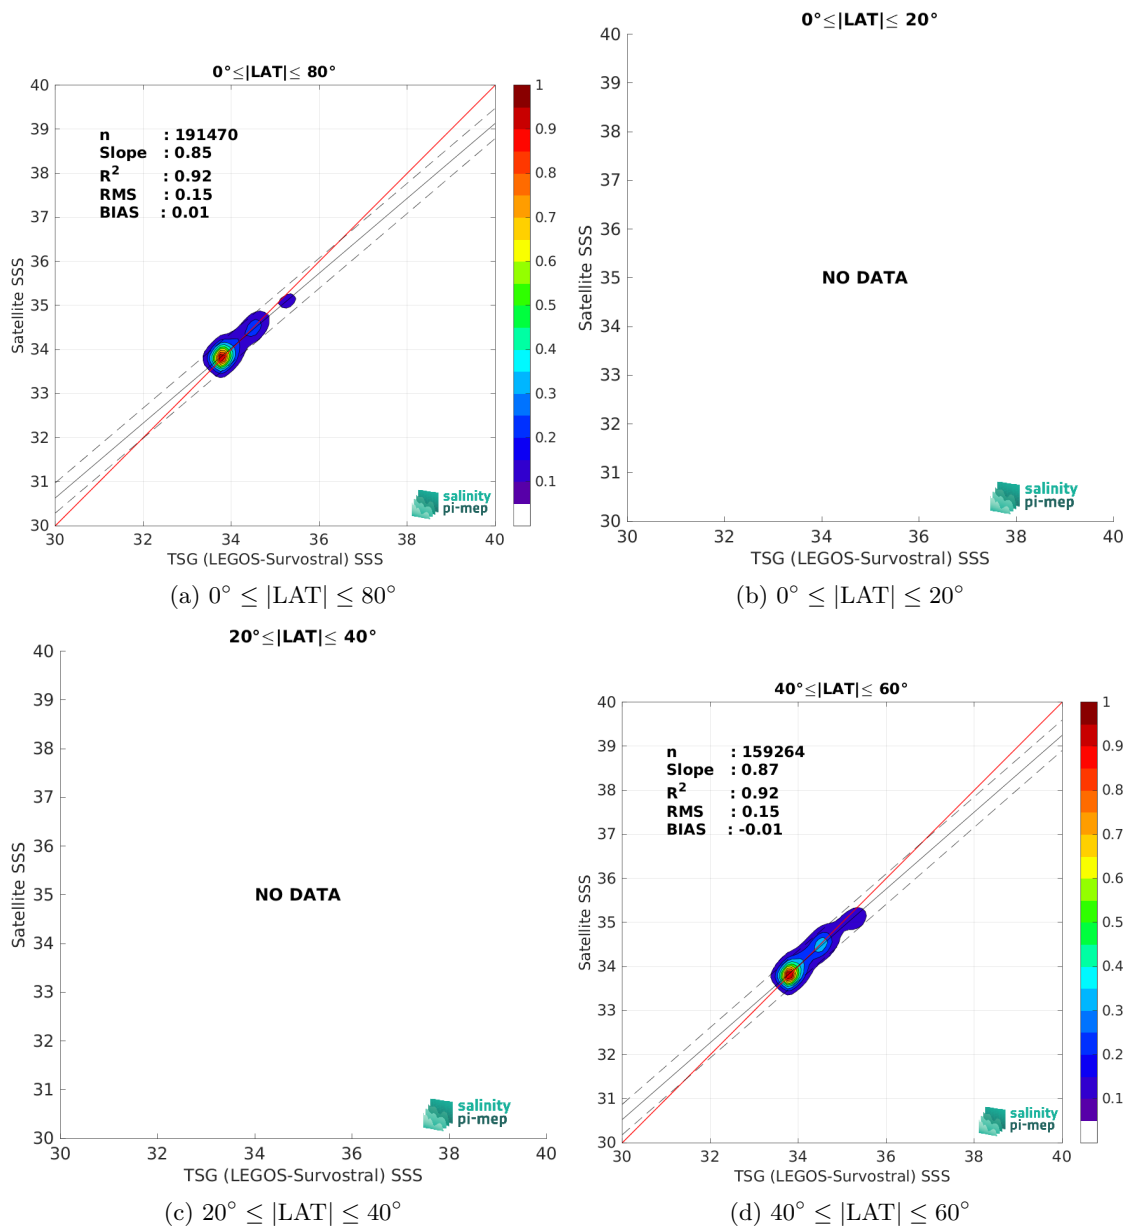 0°≤|LAT|≤ 80°
40
39
38
37
36
35
34
33
32
31
30
Satellite SSS
n : 191470
Slope : 0.85
R² : 0.92
RMS : 0.15
BIAS : 0.01
salinity
pi-mep
30 32 34 36 38 40
TSG (LEGOS-Survostral) SSS
1
0.9
0.8
0.7
0.6
0.5
0.4
0.3
0.2
0.1
(a) 0° ≤ |LAT| ≤ 80°
0°≤|LAT|≤ 20°
40
39
38
37
36
35
34
33
32
31
30
Satellite SSS
NO DATA
salinity
pi-mep
30 32 34 36 38 40
TSG (LEGOS-Survostral) SSS
(b) 0° ≤ |LAT| ≤ 20°
20°≤|LAT|≤ 40°
40
39
38
37
36
35
34
33
32
31
30
Satellite SSS
NO DATA
salinity
pi-mep
30 32 34 36 38 40
TSG (LEGOS-Survostral) SSS
(c) 20° ≤ |LAT| ≤ 40°
40°≤|LAT|≤ 60°
40
39
38
37
36
35
34
33
32
31
30
Satellite SSS
n : 159264
Slope : 0.87
R² : 0.92
RMS : 0.15
BIAS : -0.01
salinity
pi-mep
30 32 34 36 38 40
TSG (LEGOS-Survostral) SSS
1
0.9
0.8
0.7
0.6
0.5
0.4
0.3
0.2
0.1
(d) 40° ≤ |LAT| ≤ 60°